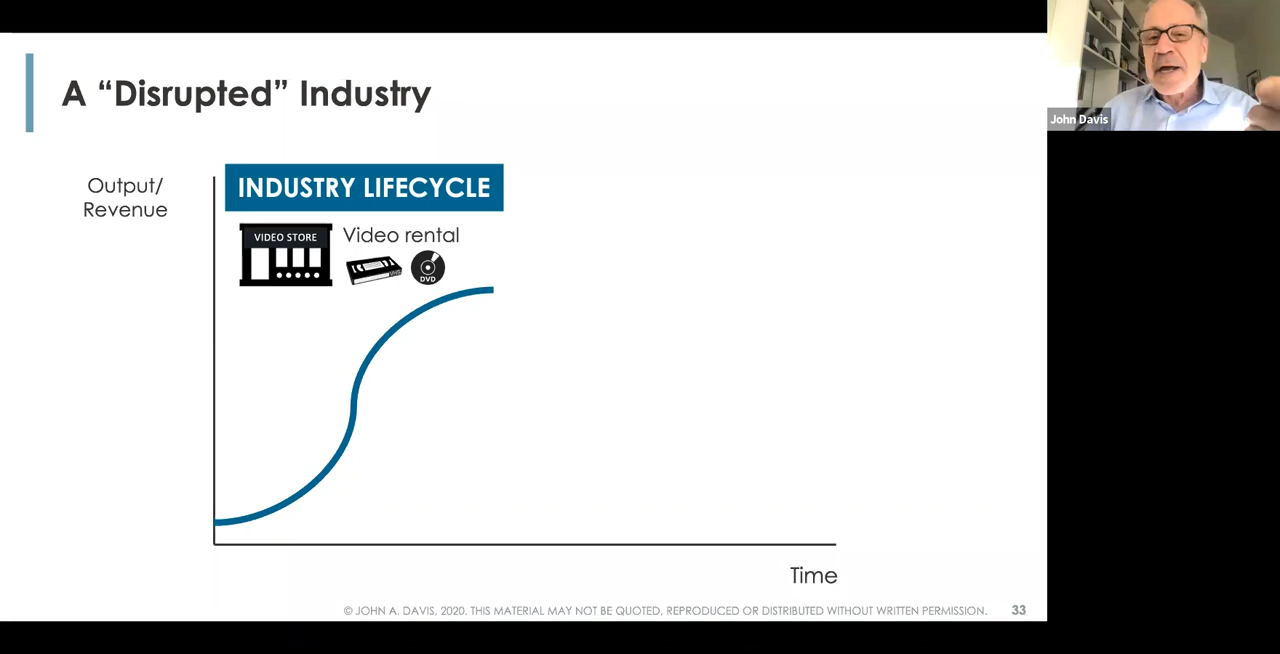 A “Disrupted” Industry
Output/
Revenue
INDUSTRY LIFECYCLE
VIDEO STORE
Video rental
VHS
DVD
Time
© JOHN A. DAVIS, 2020. THIS MATERIAL MAY NOT BE QUOTED, REPRODUCED OR DISTRIBUTED WITHOUT WRITTEN PERMISSION.
33
John Davis